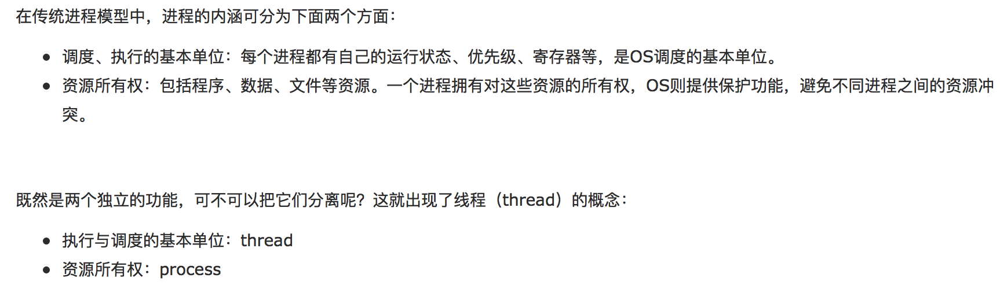 在传统进程模型中，进程的内涵可分为下面两个方面：
● 调度、执行的基本单位：每个进程都有自己的运行状态、优先级、寄存器等，是OS调度的基本单位。
● 资源所有权：包括程序、数据、文件等资源。一个进程拥有对这些资源的所有权，OS则提供保护功能，避免不同进程之间的资源冲
突。
既然是两个独立的功能，可不可以把它们分离呢？这就出现了线程（thread）的概念：
● 执行与调度的基本单位：thread
● 资源所有权：process